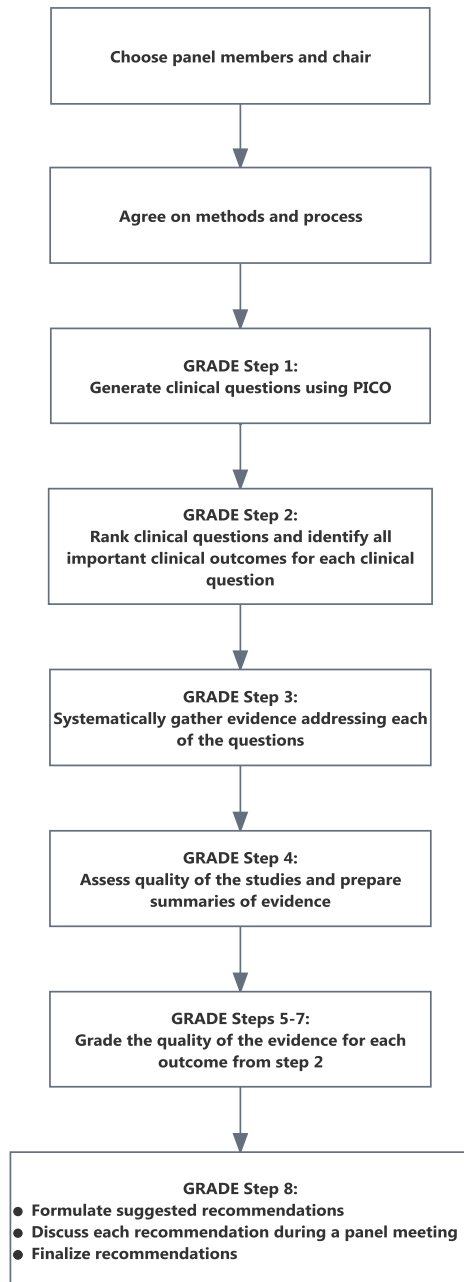 Choose panel members and chair
Agree on methods and process
GRADE Step 1:
Generate clinical questions using PICO
GRADE Step 2:
Rank clinical questions and identify all
important clinical outcomes for each clinical
question
GRADE Step 3:
Systematically gather evidence addressing each
of the questions
GRADE Step 4:
Assess quality of the studies and prepare
summaries of evidence
GRADE Steps 5-7:
Grade the quality of the evidence for each
outcome from step 2
GRADE Step 8:
● Formulate suggested recommendations
● Discuss each recommendation during a panel meeting
● Finalize recommendations